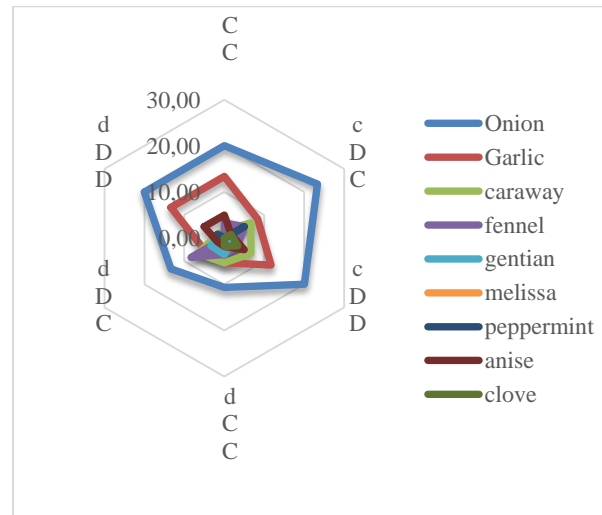 C
C
30,00
20,00
10,00
0,00
c
D
C
c
D
D
d
C
C
d
D
C
d
D
D
Onion
Garlic
caraway
fennel
gentian
melissa
peppermint
anise
clove